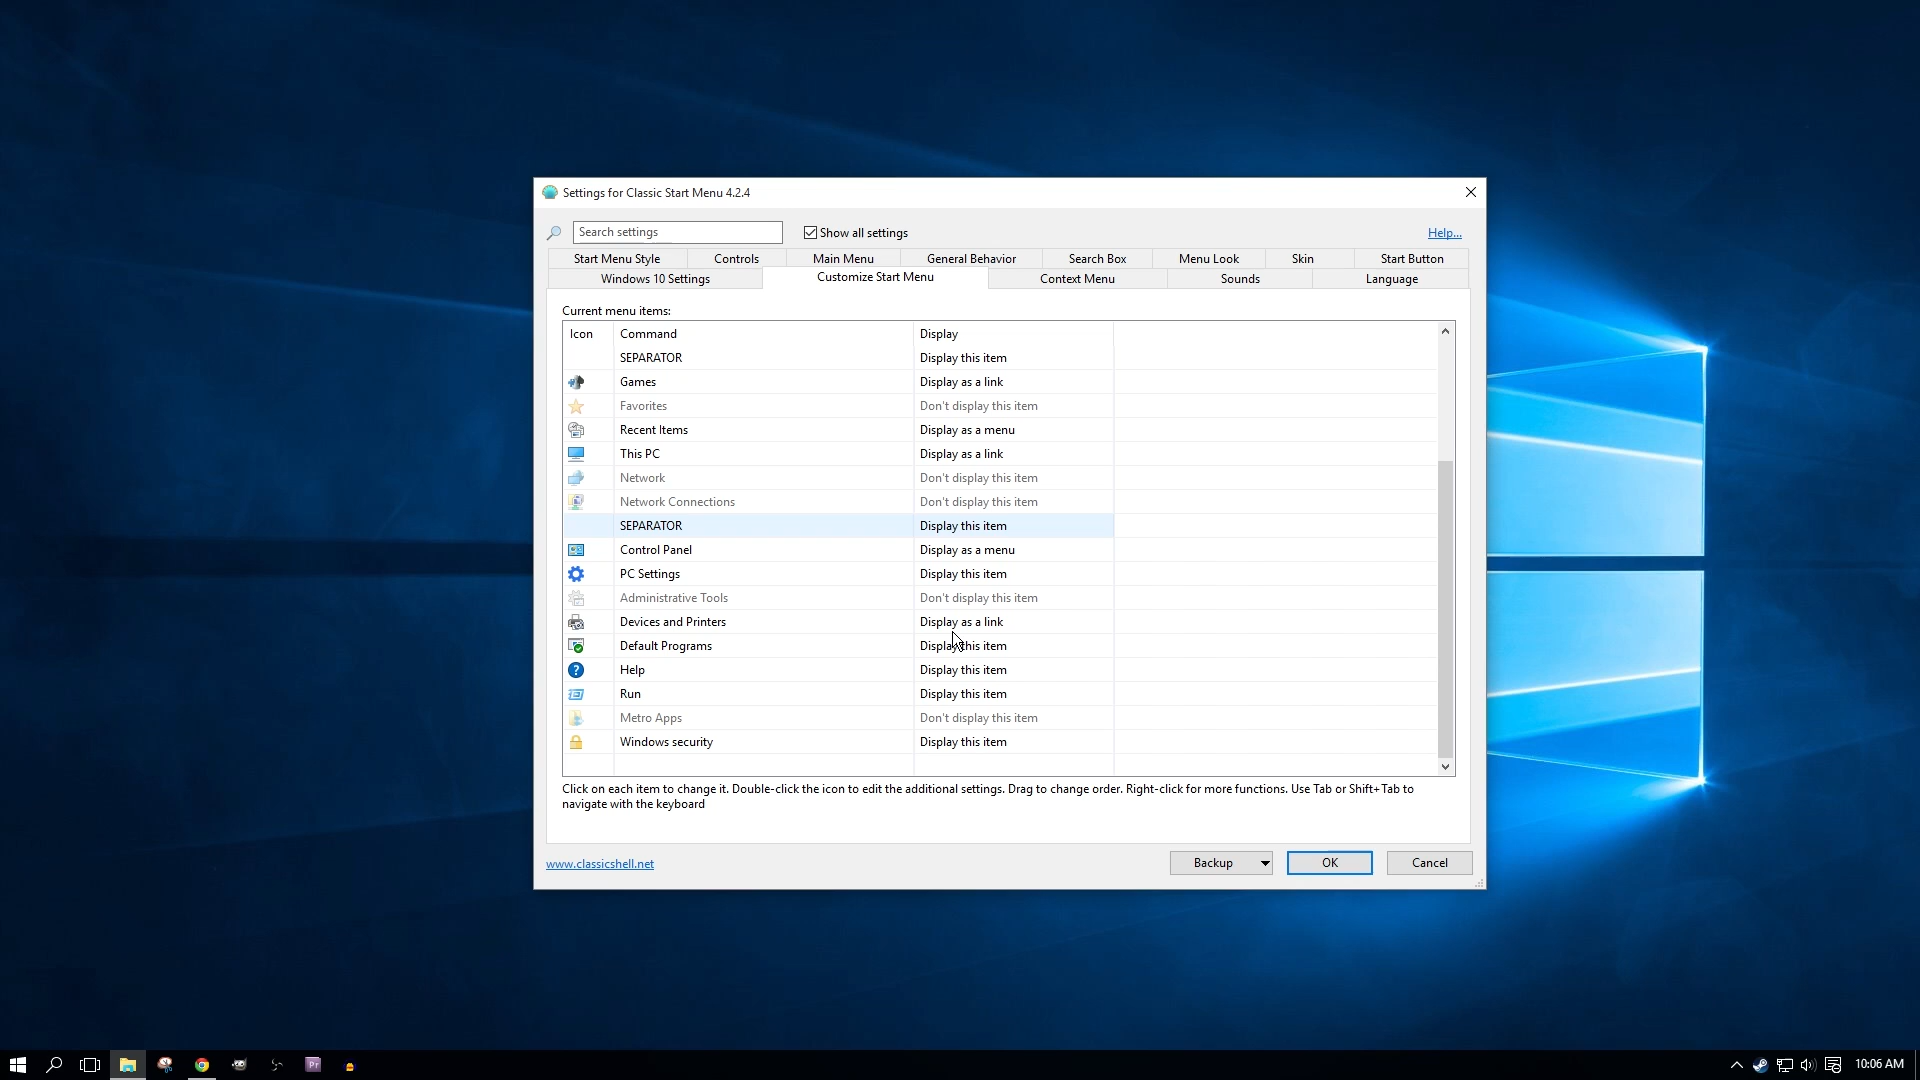 Settings for Classic Start Menu 4.2.4
Search settings
Show all settings
Help...
Start Menu Style Controls Main Menu General Behavior Search Box Menu Look Skin Start Button
Windows 10 Settings Customize Start Menu Context Menu Sounds Language
Current menu items:
Icon Command Display
SEPARATOR Display this item
Games Display as a link
Favorites Don't display this item
Recent Items Display as a menu
This PC Display as a link
Network Don't display this item
Network Connections Don't display this item
SEPARATOR Display this item
Control Panel Display as a menu
PC Settings Display this item
Administrative Tools Don't display this item
Devices and Printers Display as a link
Default Programs Display this item
Help Display this item
Run Display this item
Metro Apps Don't display this item
Windows security Display this item
Click on each item to change it. Double-click the icon to edit the additional settings. Drag to change order. Right-click for more functions. Use Tab or Shift+Tab to
navigate with the keyboard
www.classicshell.net
Backup OK Cancel
Pr
10:06 AM